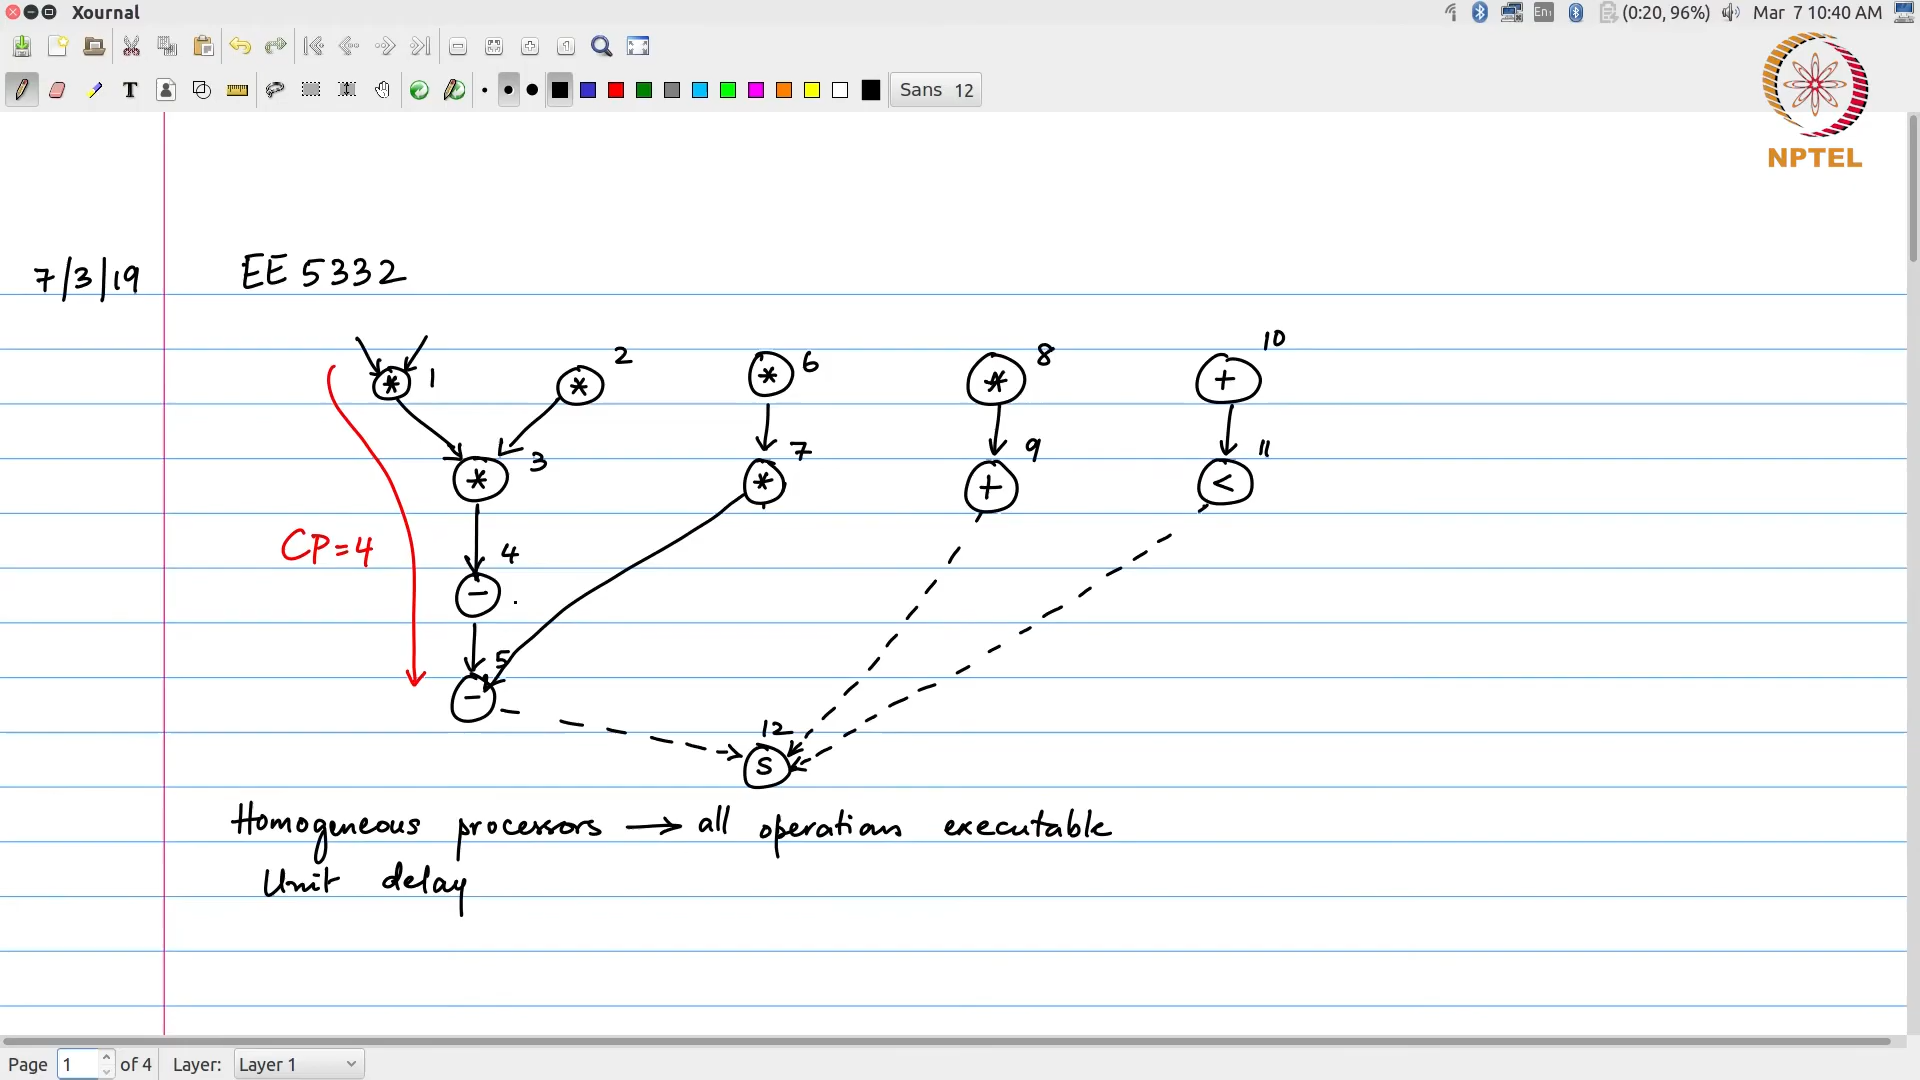 Xournal
En1
(0:20, 96%)
Mar 7 10:40 AM
T
Sans 12
NPTEL
7/3/19 EE 5332
* 1
* 2
* 6
* 8
+ 10
* 3
* 7
+ 9
< 11
CP=4
- 4
- 5
12
S
Homogeneous processors → all operations executable
Unit delay
Page 1 of 4 Layer: Layer 1